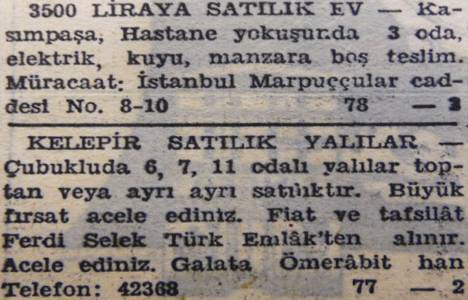 3500 LİRAYA SATILIK EV — Ka-
sımpaşa, Hastane yokuşunda 3 oda,
elektrik, kuyu, manzara boş teslim.
Müracaat: İstanbul Marpuççular cad-
desi No. 8-10 78 — 3
KELEPİR SATILIK YALILAR —
Çubukluda 6, 7, 11 odalı yalılar top-
tan veya ayrı ayrı satılıktır. Büyük
fırsat acele ediniz. Fiat ve tafsilât
Ferdi Selek Türk Emlâk'ten alınır.
Acele ediniz. Galata Ömerâbit han
Telefon: 42368 77 — 2